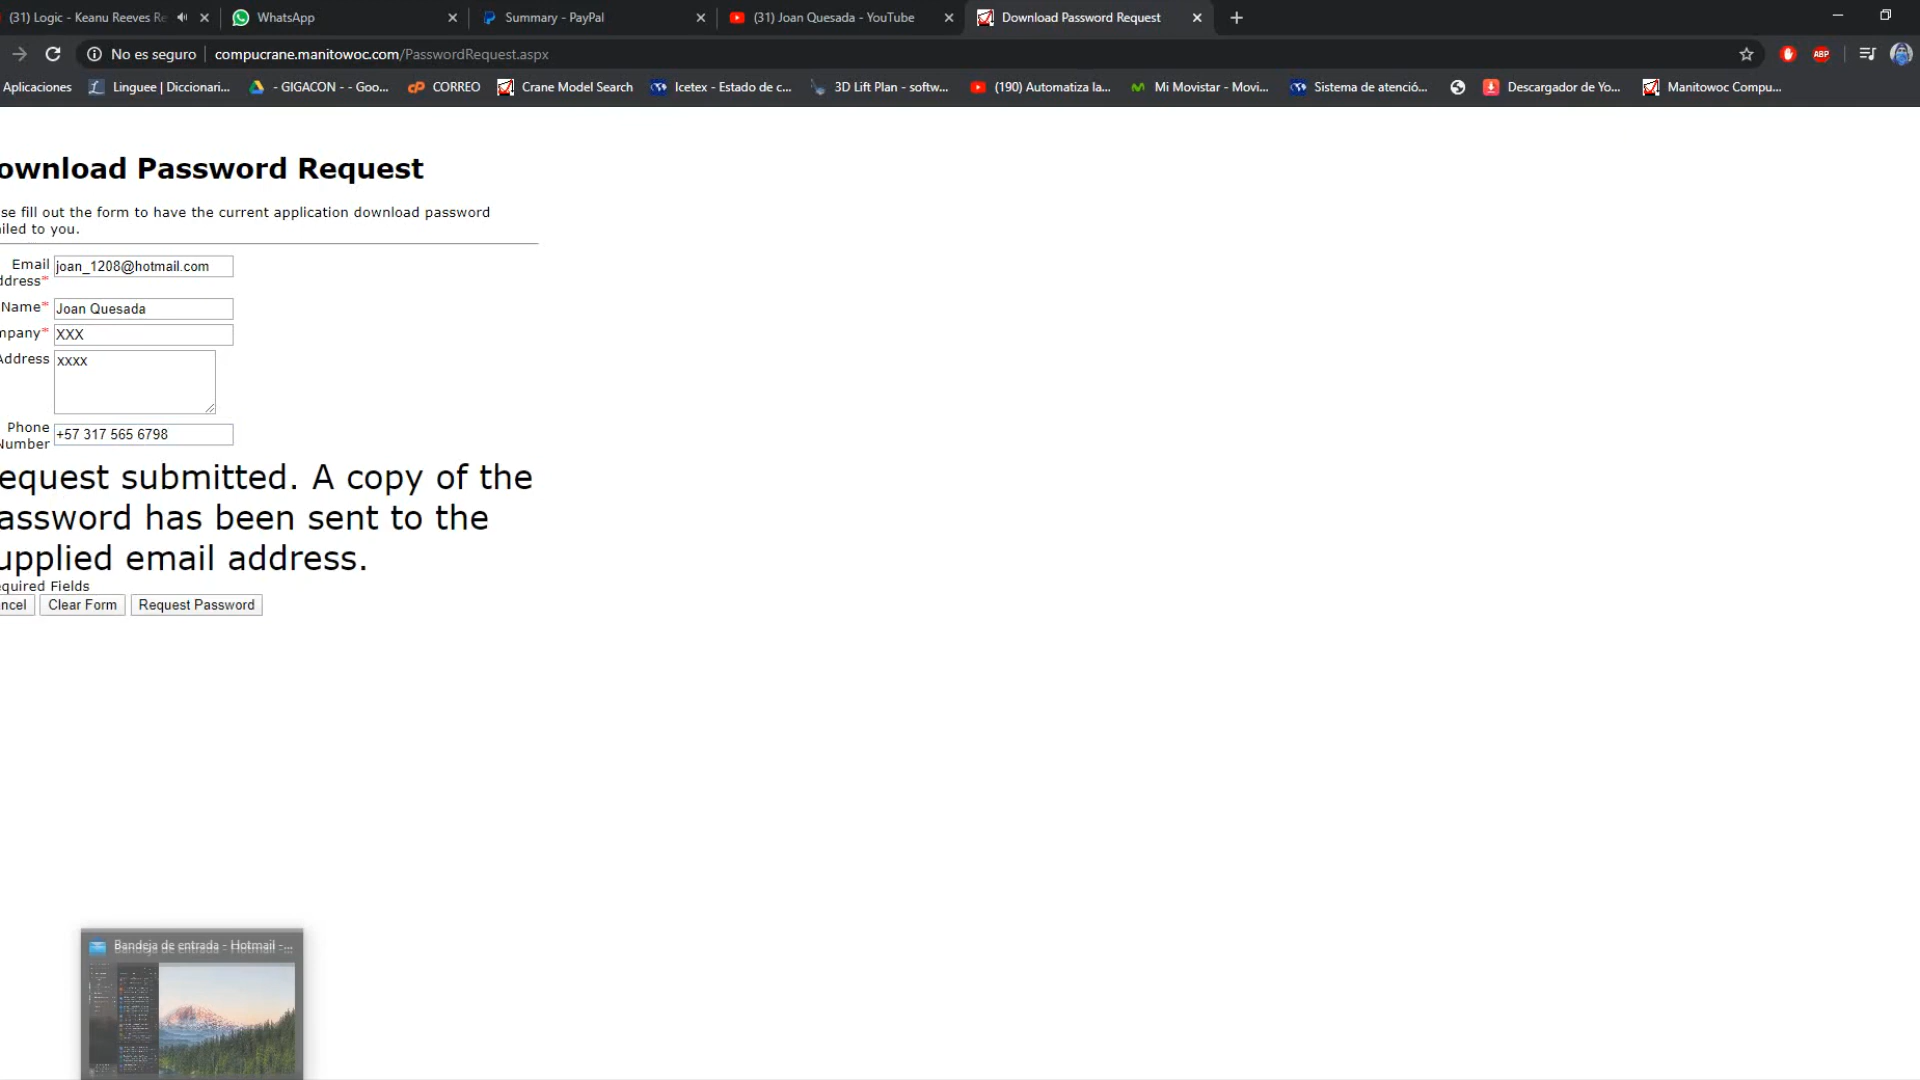 (31) Logic - Keanu Reeves Re
WhatsApp
Summary - PayPal
(31) Joan Quesada - YouTube
Download Password Request
No es seguro
compucrane.manitowoc.com/PasswordRequest.aspx
ABP
Aplicaciones
Linguee | Diccionari...
- GIGACON - - Goo...
CORREO
Crane Model Search
Icetex - Estado de c...
3D Lift Plan - softw...
(190) Automatiza la...
Mi Movistar - Movi...
Sistema de atenció...
Descargador de Yo...
Manitowoc Compu...
ownload Password Request
se fill out the form to have the current application download password
ailed to you.
Email
ddress*
joan_1208@hotmail.com
Name*
Joan Quesada
mpany*
XXX
Address
xxxx
Phone
Number
+57 317 565 6798
equest submitted. A copy of the
assword has been sent to the
upplied email address.
equired Fields
ncel
Clear Form
Request Password
Bandeja de entrada - Hotmail -...